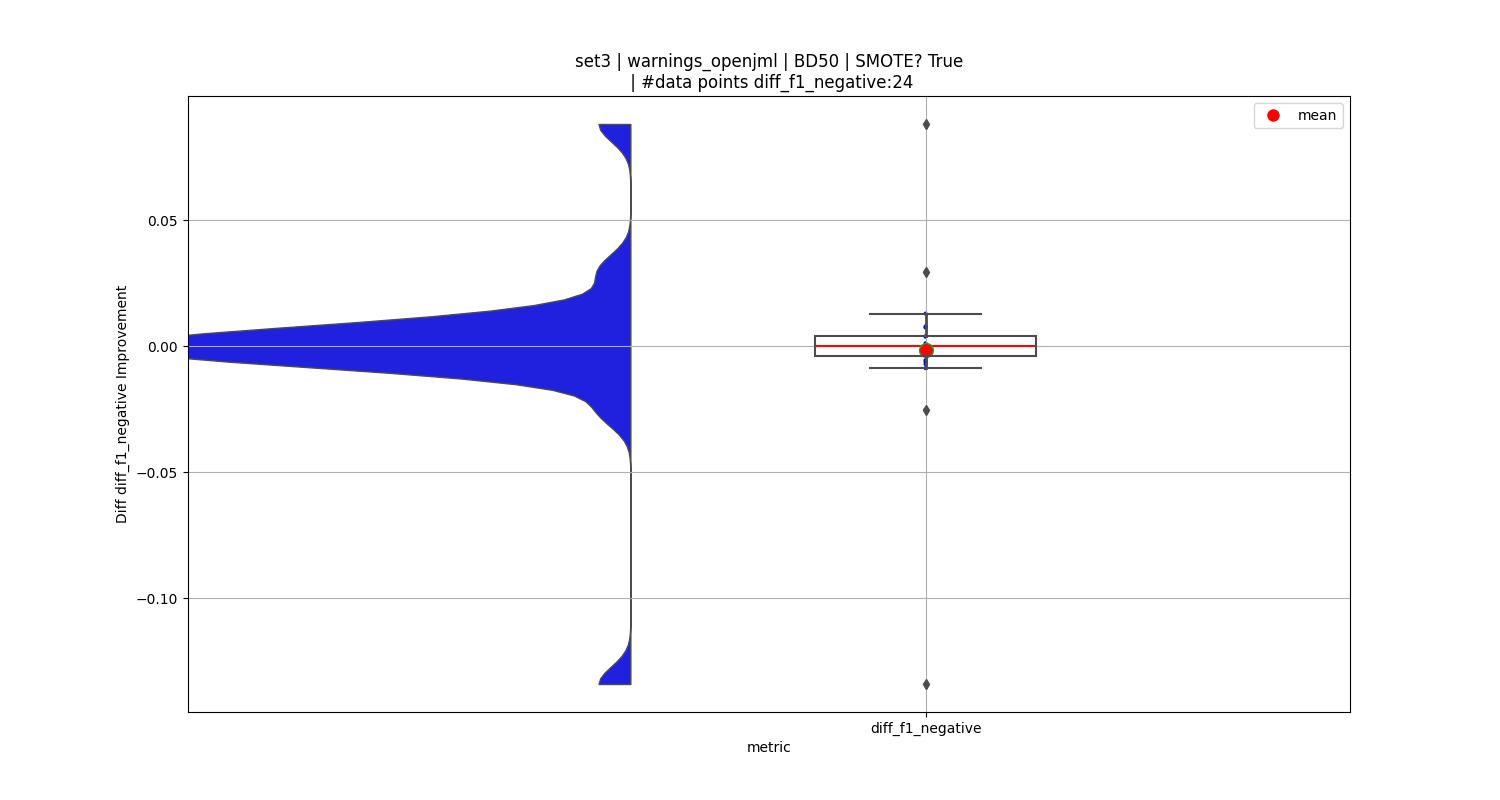 set3 | warnings_openjml | BD50 | SMOTE? True
| #data points diff_f1_negative:24
mean
0.05
0.00
−0.05
−0.10
Diff diff_f1_negative Improvement
diff_f1_negative
metric